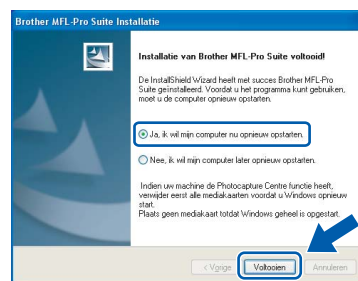 Brother MFL-Pro Suite Installatie
Installatie van Brother MFL-Pro Suite voltooid!
De InstallShield Wizard heeft met succes Brother MFL-Pro
Suite geïnstalleerd. Voordat u het programma kunt gebruiken,
moet u de computer opnieuw opstarten.
Ja, ik wil mijn computer nu opnieuw opstarten.
Nee, ik wil mijn computer later opnieuw opstarten.
Indien uw machine de Photocapture Centre functie heeft,
verwijder eerst alle mediakaarten voordat u Windows opnieuw
start.
Plaats geen mediakaart totdat Windows geheel is opgestart.
< Vorige Voltooien Annuleren